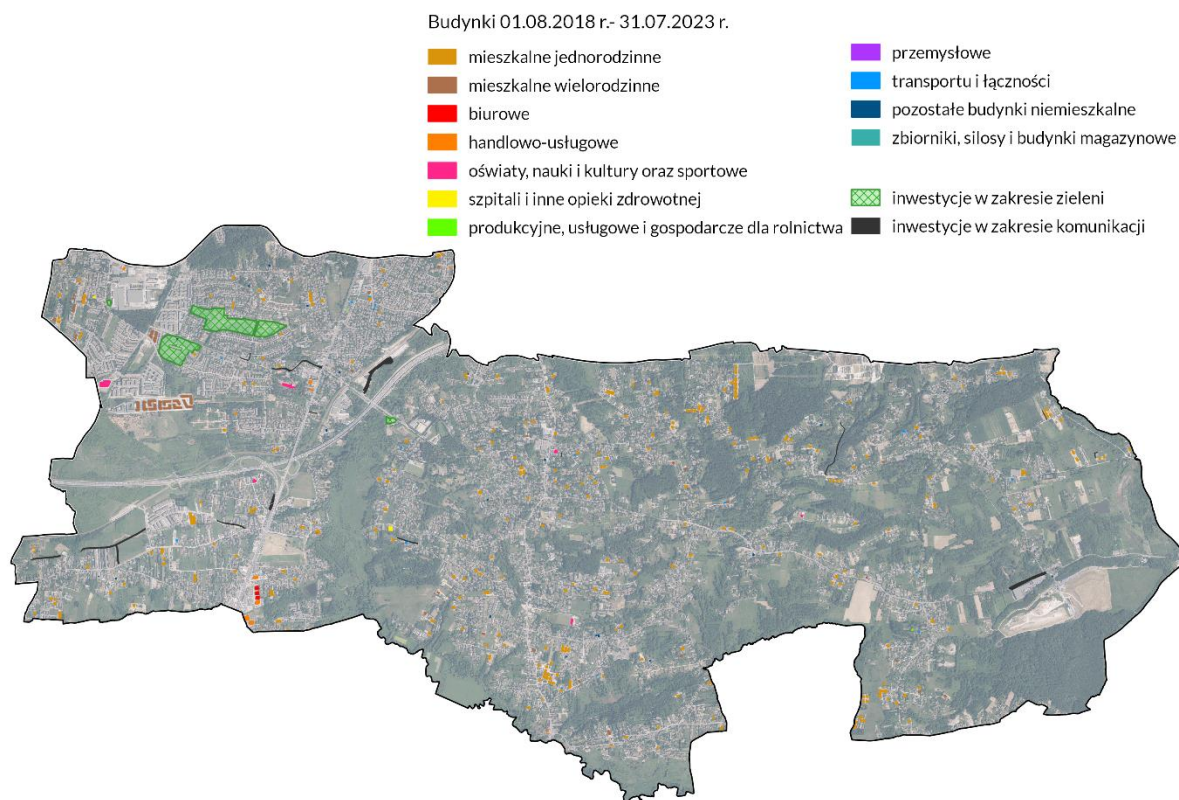 Budynki 01.08.2018 r.- 31.07.2023 r.
mieszkalne jednorodzinne
mieszkalne wielorodzinne
biurowe
handlowo-usługowe
oświaty, nauki i kultury oraz sportowe
szpitali i inne opieki zdrowotnej
produkcyjne, usługowe i gospodarcze dla rolnictwa
przemysłowe
transportu i łączności
pozostałe budynki niemieszkalne
zbiorniki, silosy i budynki magazynowe
inwestycje w zakresie zieleni
inwestycje w zakresie komunikacji